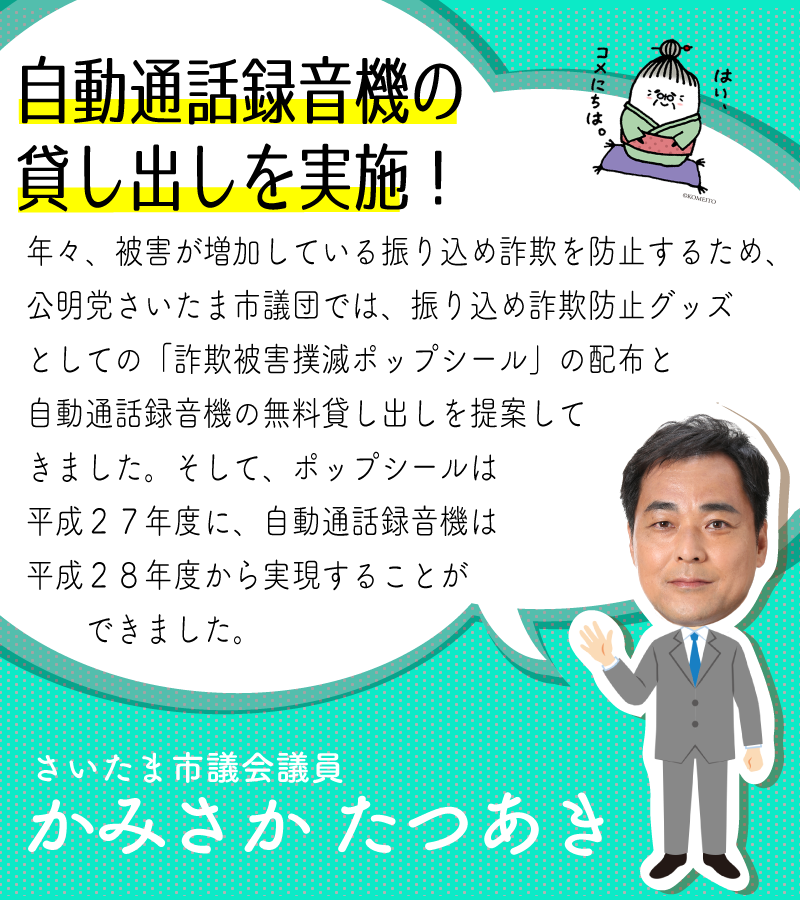 自動通話録音機の
貸し出しを実施！
はい、
コメにちは。
©KOMEITO
年々、被害が増加している振り込め詐欺を防止するため、
公明党さいたま市議団では、振り込め詐欺防止グッズ
としての「詐欺被害撲滅ポップシール」の配布と
自動通話録音機の無料貸し出しを提案して
きました。そして、ポップシールは
平成２７年度に、自動通話録音機は
平成２８年度から実現することが
できました。
さいたま市議会議員
かみさか たつあき